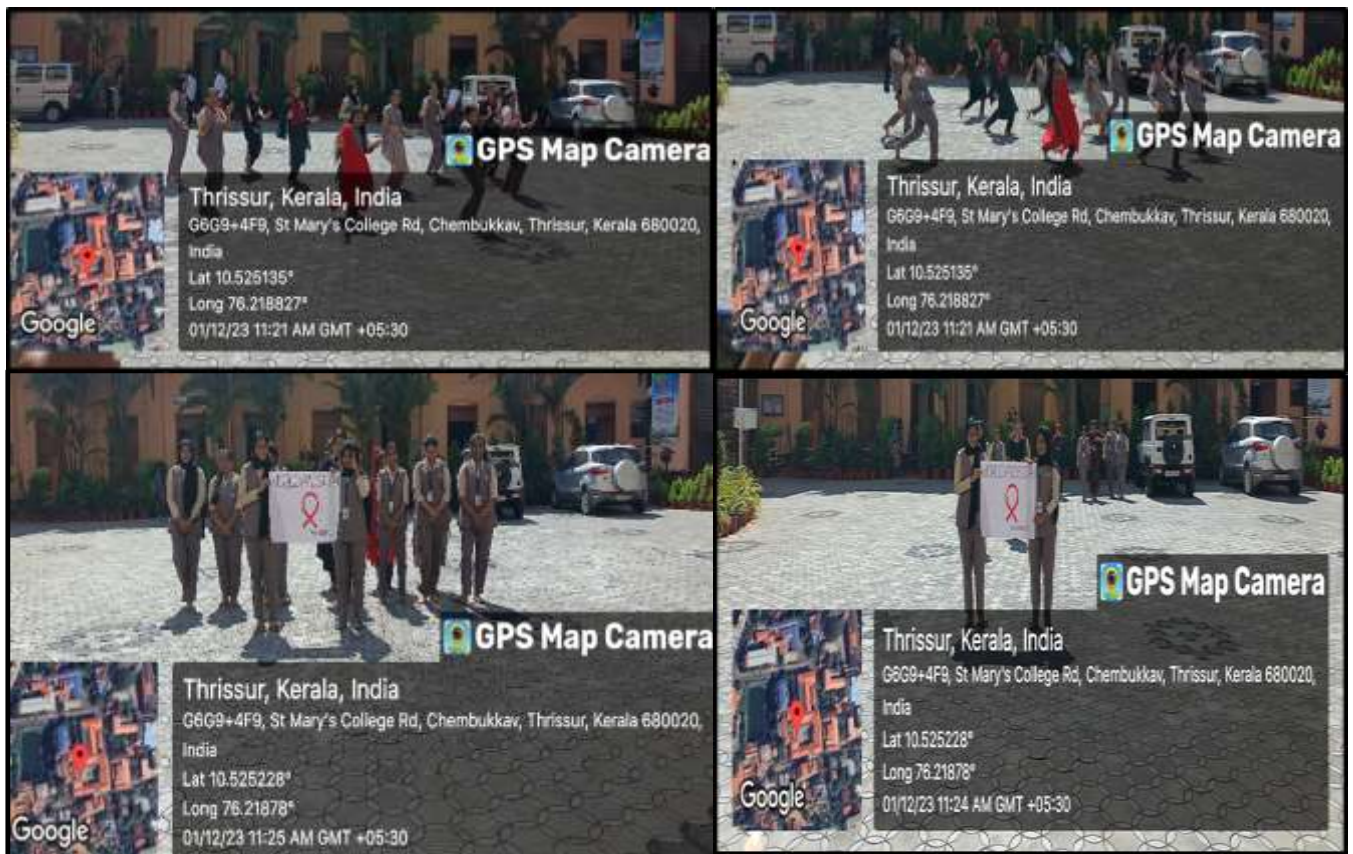 GPS Map Camera
Thrissur, Kerala, India
G6G9+4F9, St Mary's College Rd, Chembukkav, Thrissur, Kerala 680020,
India
Lat 10.525135°
Long 76.218827°
01/12/23 11:21 AM GMT +05:30
Google
GPS Map Camera
Thrissur, Kerala, India
G6G9+4F9, St Mary's College Rd, Chembukkav, Thrissur, Kerala 680020,
India
Lat 10.525135°
Long 76.218827°
01/12/23 11:21 AM GMT +05:30
Google
GPS Map Camera
Thrissur, Kerala, India
G6G9+4F9, St Mary's College Rd, Chembukkav, Thrissur, Kerala 680020,
India
Lat 10.525228°
Long 76.21878°
01/12/23 11:25 AM GMT +05:30
Google
GPS Map Camera
Thrissur, Kerala, India
G6G9+4F9, St Mary's College Rd, Chembukkav, Thrissur, Kerala 680020,
India
Lat 10.525228°
Long 76.21878°
01/12/23 11:24 AM GMT +05:30
Google